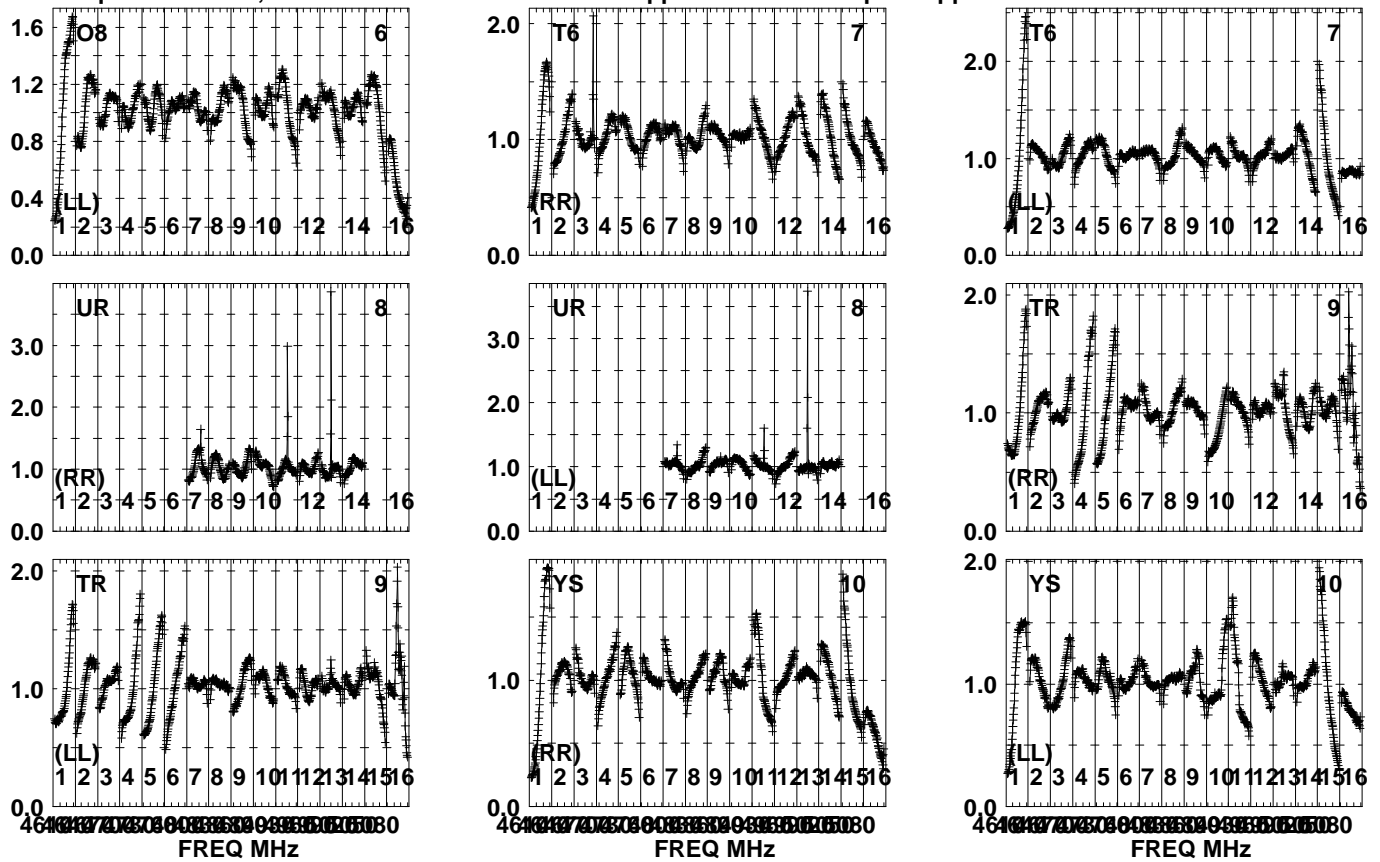 1.6 O8 6
1.2
0.8
0.4 (LL)
1 2 3 4 5 6 7 8 9 10 12 14 16
0.0
2.0 T6 7
1.0
(RR)
1 2 3 4 5 6 7 8 9 10 12 14 16
0.0
T6 7
2.0
1.0
(LL)
1 2 3 4 5 6 7 8 9 10 12 14 16
0.0
UR 8
3.0
2.0
1.0
(RR)
1 2 3 4 5 6 7 8 9 10 12 14 16
0.0
UR 8
3.0
2.0
1.0
(LL)
1 2 3 4 5 6 7 8 9 10 12 14 16
0.0
2.0 TR 9
1.0
(RR)
1 2 3 4 5 6 7 8 9 10 12 14 16
0.0
2.0 TR 9
1.0
(LL)
1 2 3 4 5 6 7 8 9 10 11 12 13 14 15 16
0.0
FREQ MHz
YS 10
1.0
(RR)
1 2 3 4 5 6 7 8 9 10 11 12 13 14 15 16
0.0
FREQ MHz
2.0 YS 10
1.0
(LL)
1 2 3 4 5 6 7 8 9 10 11 12 13 14 15 16
0.0
FREQ MHz